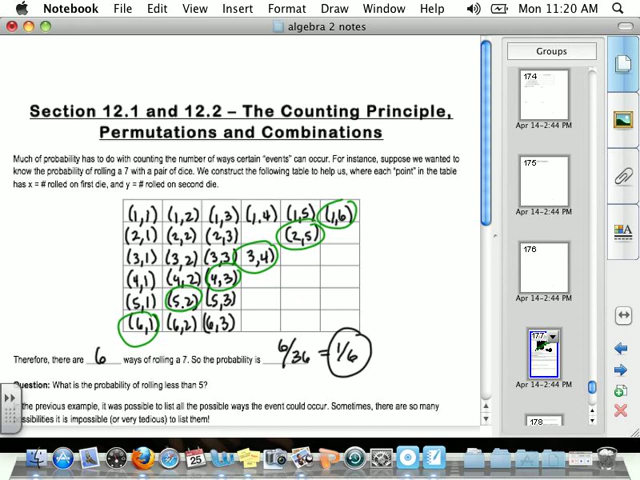 Notebook File Edit View Insert Format Draw Window Help Mon 11:20 AM
algebra 2 notes
Groups
Section 12.1 and 12.2 – The Counting Principle,
Permutations and Combinations
Much of probability has to do with counting the number of ways certain "events" can occur. For instance, suppose we wanted to
know the probability of rolling a 7 with a pair of dice. We construct the following table to help us, where each "point" in the table
has x = # rolled on first die, and y = # rolled on second die.
(1,1) (1,2) (1,3) (1,4) (1,5) (1,6)
(2,1) (2,2) (2,3) (2,5)
(3,1) (3,2) (3,3) 3,4)
(4,1) (4,2) (4,3)
(5,1) (5,2) (5,3)
(6,1) (6,2) (6,3)
Therefore, there are 6 ways of rolling a 7. So the probability is 6/36 = 1/6
Question: What is the probability of rolling less than 5?
the previous example, it was possible to list all the possible ways the event could occur. Sometimes, there are so many
ossibilities it is impossible (or very tedious) to list them!
174
Apr 14-2:44 PM
175
Apr 14-2:44 PM
176
Apr 14-2:44 PM
177
Apr 14-2:44 PM
178
25